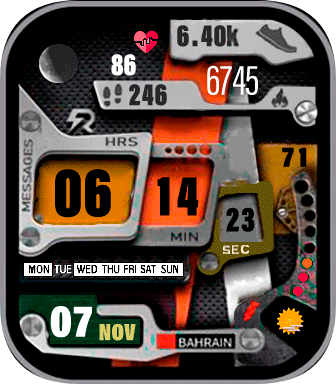 6.40k
86
6745
246
MESSAGES
HRS
71
06
14
23
MIN
SEC
MON TUE WED THU FRI SAT SUN
07 NOV
BAHRAIN